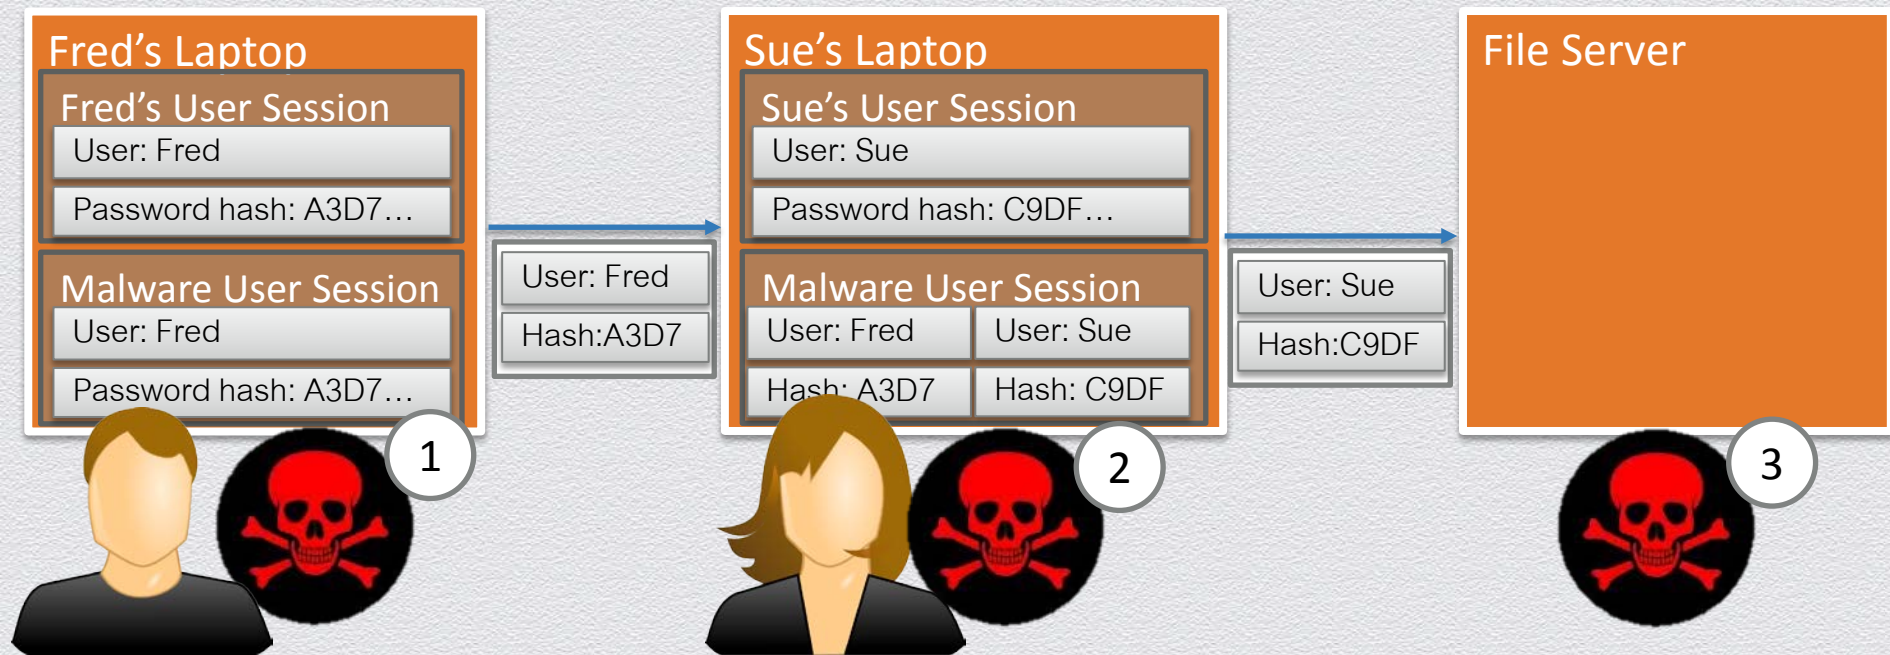 Fred's Laptop
Fred's User Session
User: Fred
Password hash: A3D7...
Malware User Session
User: Fred
Password hash: A3D7...
1
User: Fred
Hash:A3D7
Sue's Laptop
Sue's User Session
User: Sue
Password hash: C9DF...
Malware User Session
User: Fred
User: Sue
Hash: A3D7
Hash: C9DF
2
User: Sue
Hash:C9DF
File Server
3